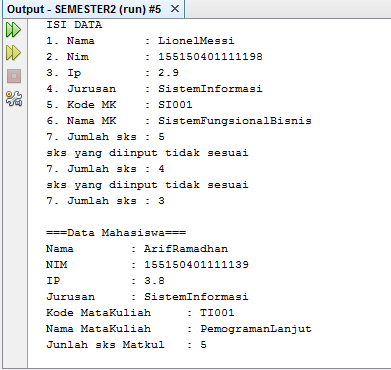 Output - SEMESTER2 (run) #5
ISI DATA
1. Nama : LionelMessi
2. Nim : 155150401111198
3. Ip : 2.9
4. Jurusan : SistemInformasi
5. Kode MK : SI001
6. Nama MK : SistemFungsionalBisnis
7. Jumlah sks : 5
sks yang diinput tidak sesuai
7. Jumlah sks : 4
sks yang diinput tidak sesuai
7. Jumlah sks : 3
===Data Mahasiswa===
Nama : ArifRamadhan
NIM : 155150401111139
IP : 3.8
Jurusan : SistemInformasi
Kode MataKuliah : TI001
Nama MataKuliah : PemogramanLanjut
Junlah sks Matkul : 5